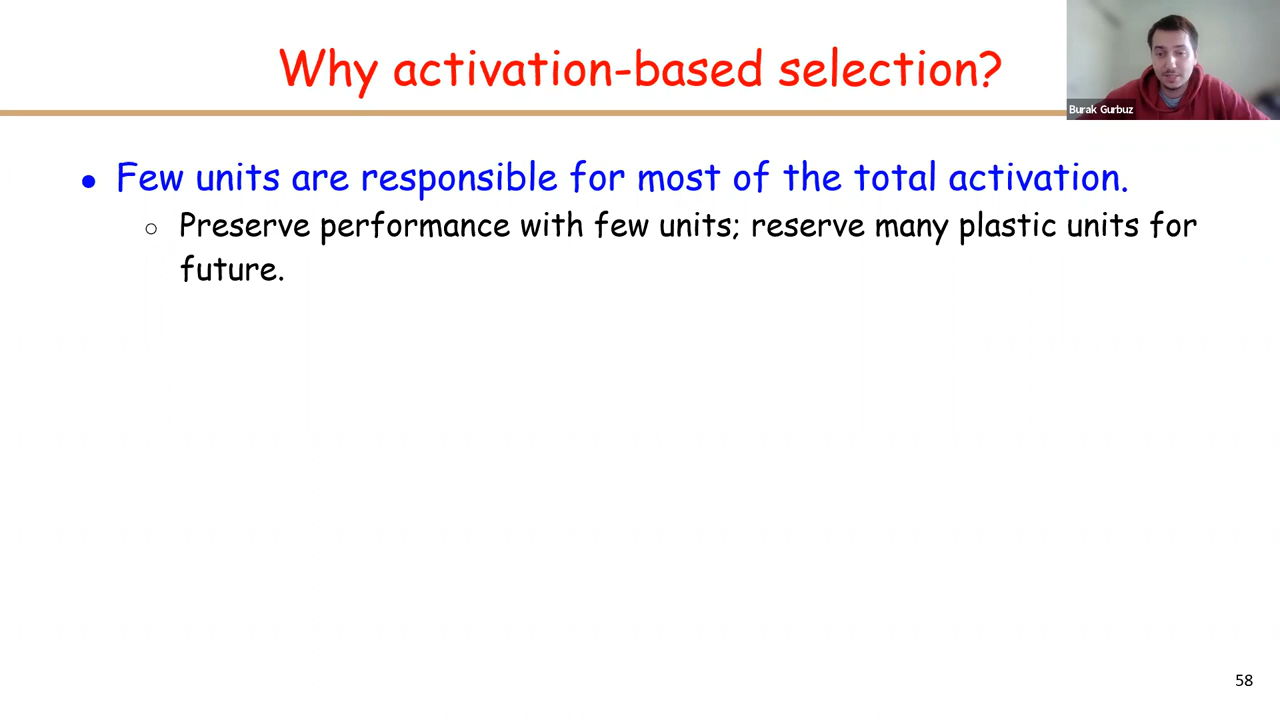 Why activation-based selection?
Burak Gurbuz
● Few units are responsible for most of the total activation.
○ Preserve performance with few units; reserve many plastic units for
future.
58